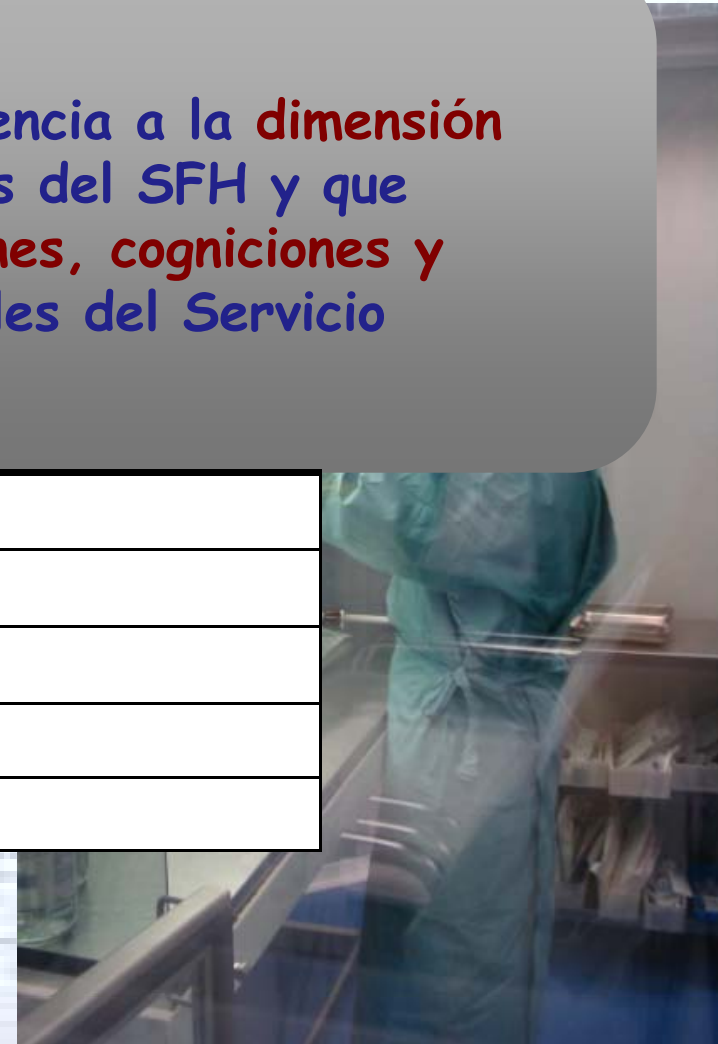 encia a la dimensión
s del SFH y que
nes, cogniciones y
les del Servicio